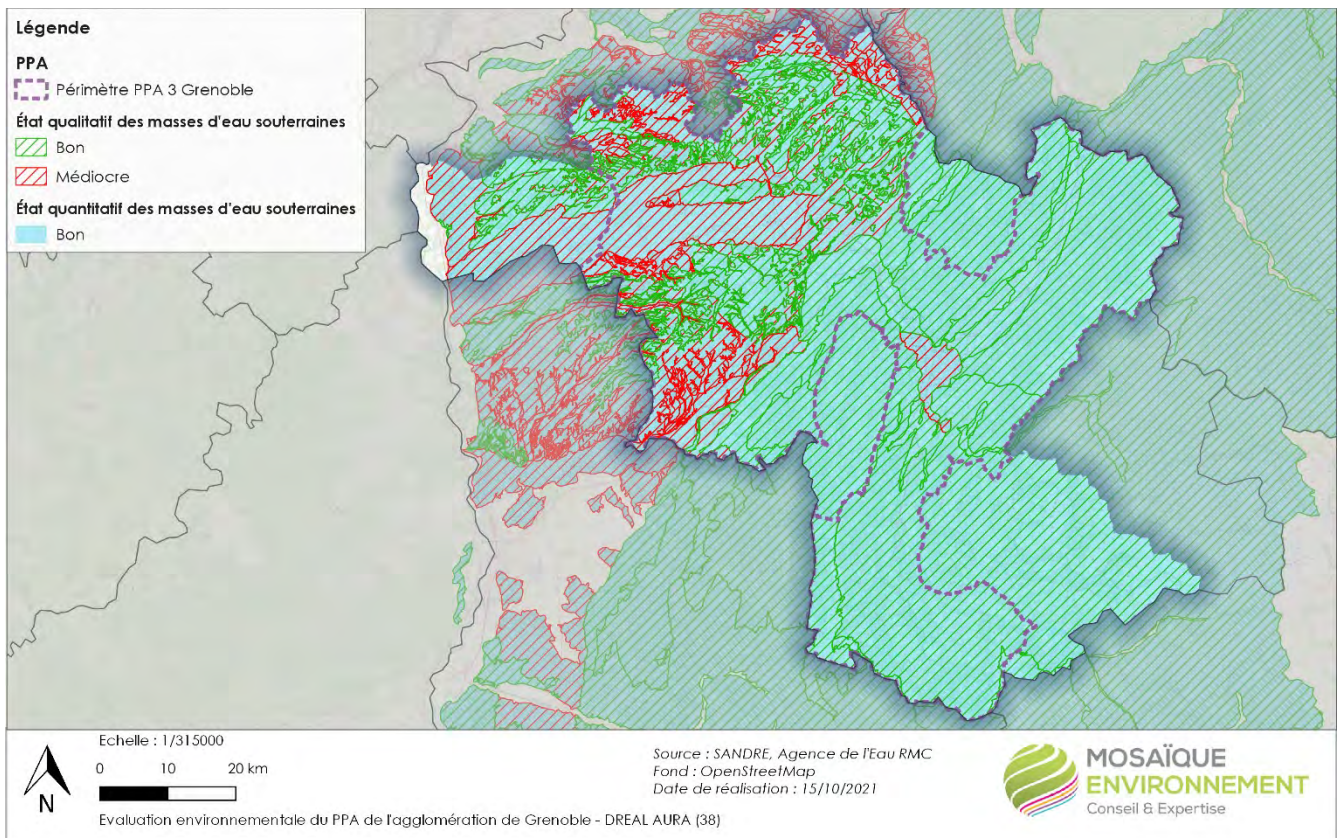 Légende
PPA
Périmètre PPA 3 Grenoble
État qualitatif des masses d'eau souterraines
Bon
Médiocre
État quantitatif des masses d'eau souterraines
Bon
Echelle : 1/315000
0 10 20 km
N
Evaluation environnementale du PPA de l'agglomération de Grenoble - DREAL AURA (38)
Source : SANDRE, Agence de l'Eau RMC
Fond : OpenStreetMap
Date de réalisation : 15/10/2021
MOSAÏQUE
ENVIRONNEMENT
Conseil & Expertise